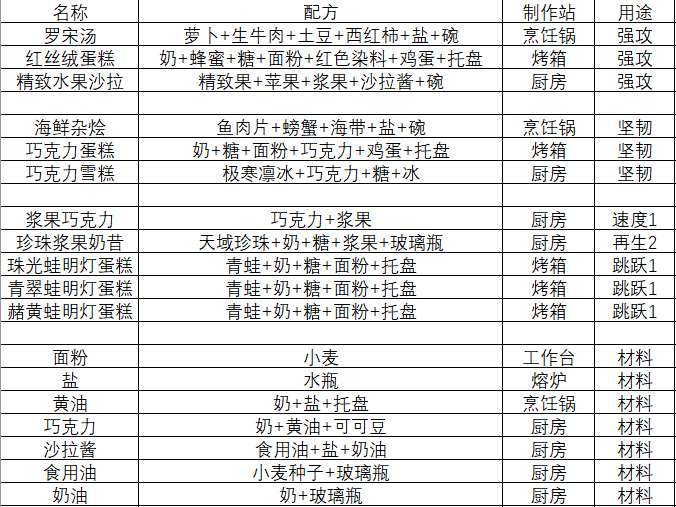 名称 配方 制作站 用途
罗宋汤 萝卜+生牛肉+土豆+西红柿+盐+碗 烹饪锅 强攻
红丝绒蛋糕 奶+蜂蜜+糖+面粉+红色染料+鸡蛋+托盘 烤箱 强攻
精致水果沙拉 精致果+苹果+浆果+沙拉酱+碗 厨房 强攻
海鲜杂烩 鱼肉片+螃蟹+海带+盐+碗 烹饪锅 坚韧
巧克力蛋糕 奶+糖+面粉+巧克力+鸡蛋+托盘 烤箱 坚韧
巧克力雪糕 极寒凛冰+巧克力+糖+冰 厨房 坚韧
浆果巧克力 巧克力+浆果 厨房 速度1
珍珠浆果奶昔 天域珍珠+奶+糖+浆果+玻璃瓶 厨房 再生2
珠光蛙明灯蛋糕 青蛙+奶+糖+面粉+托盘 烤箱 跳跃1
青翠蛙明灯蛋糕 青蛙+奶+糖+面粉+托盘 烤箱 跳跃1
赭黄蛙明灯蛋糕 青蛙+奶+糖+面粉+托盘 烤箱 跳跃1
面粉 小麦 工作台 材料
盐 水瓶 熔炉 材料
黄油 奶+盐+托盘 烹饪锅 材料
巧克力 奶+黄油+可可豆 厨房 材料
沙拉酱 食用油+盐+奶油 厨房 材料
食用油 小麦种子+玻璃瓶 厨房 材料
奶油 奶+玻璃瓶 厨房 材料